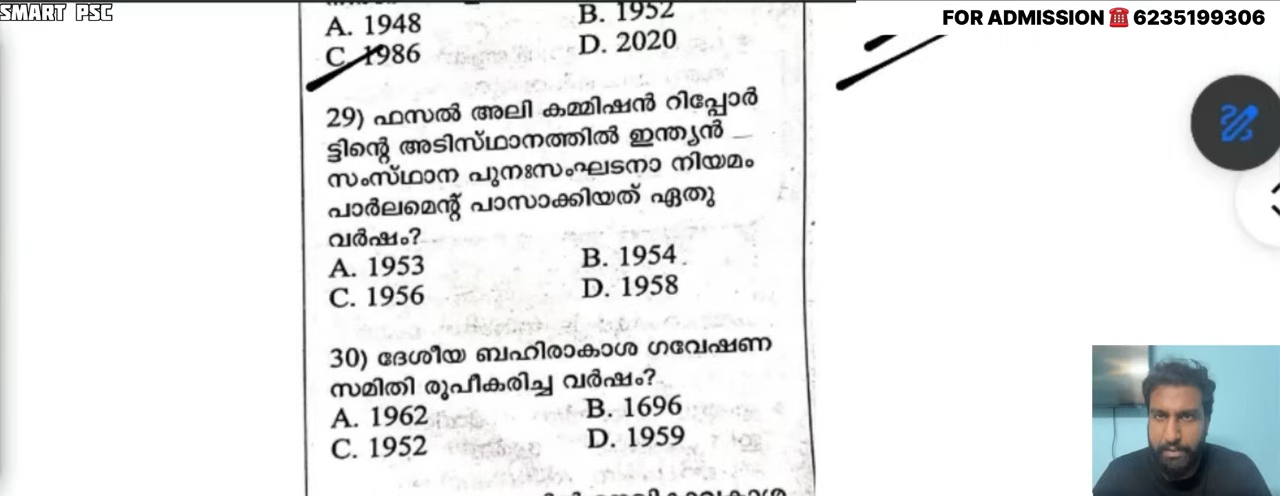 SMART PSC
FOR ADMISSION ☎ 6235199306
A. 1948 B. 1952
C. 1986 D. 2020
29) ഫസൽ അലി കമ്മിഷൻ റിപ്പോർ
ട്ടിന്റെ അടിസ്ഥാനത്തിൽ ഇന്ത്യൻ
സംസ്ഥാന പുനഃസംഘടനാ നിയമം
പാർലമെന്റ് പാസാക്കിയത് ഏതു
വർഷം?
A. 1953 B. 1954
C. 1956 D. 1958
30) ദേശീയ ബഹിരാകാശ ഗവേഷണ
സമിതി രൂപീകരിച്ച വർഷം?
A. 1962 B. 1696
C. 1952 D. 1959